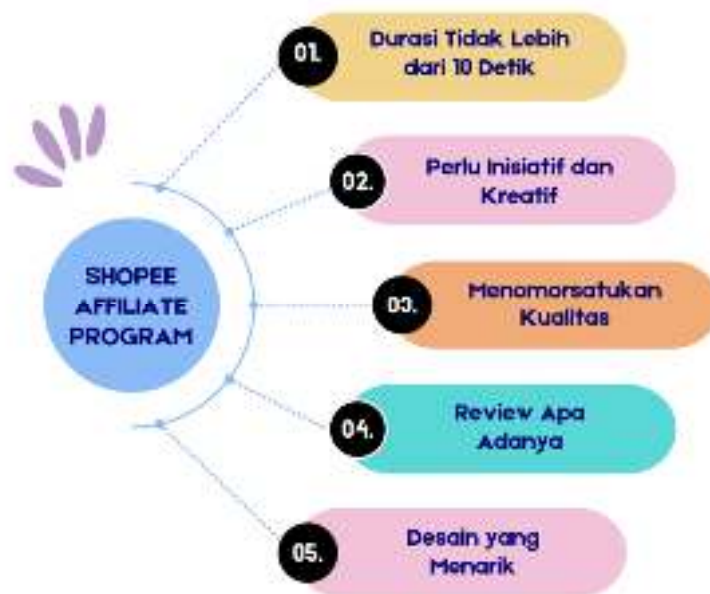 01.
Durasi Tidak Lebih
dari 10 Detik
02.
Perlu Inisiatif dan
Kreatif
SHOPEE
AFFILIATE
PROGRAM
03.
Menomorsatukan
Kualitas
04.
Review Apa
Adanya
05.
Desain yang
Menarik